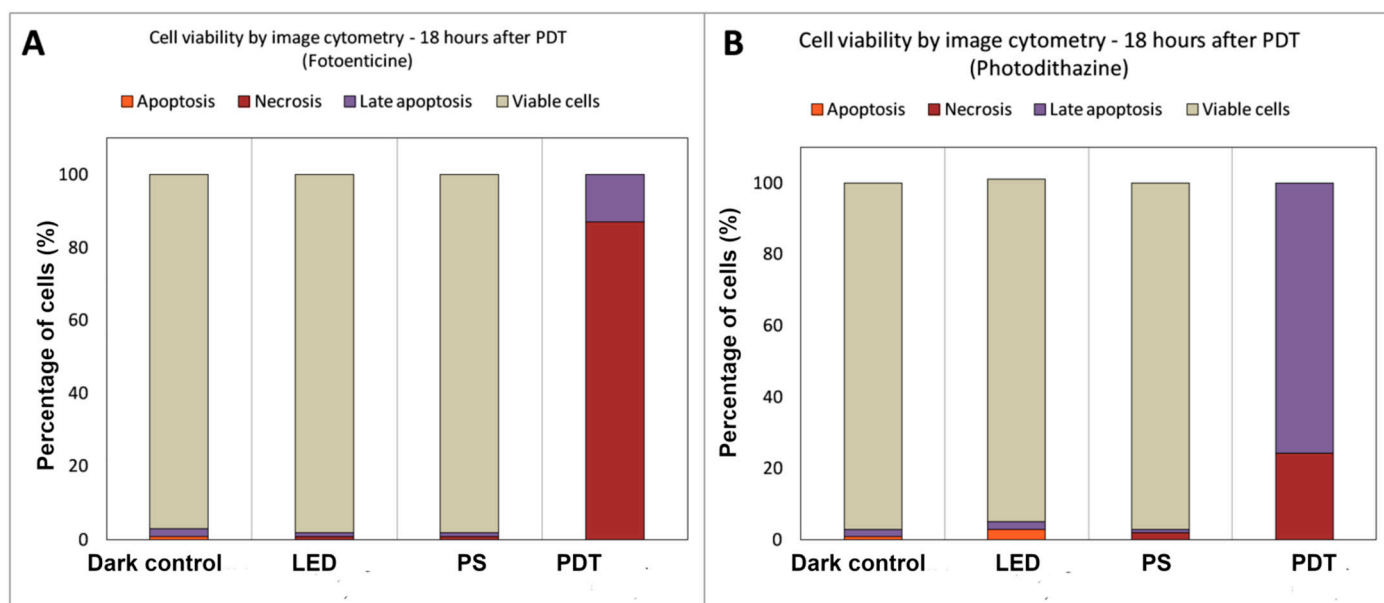 A
Cell viability by image cytometry - 18 hours after PDT
(Fotoenticine)
Apoptosis Necrosis Late apoptosis Viable cells
Percentage of cells (%)
100
80
60
40
20
0
Dark control LED PS PDT
B
Cell viability by image cytometry - 18 hours after PDT
(Photodithazine)
Apoptosis Necrosis Late apoptosis Viable cells
Percentage of cells (%)
100
80
60
40
20
0
Dark control LED PS PDT